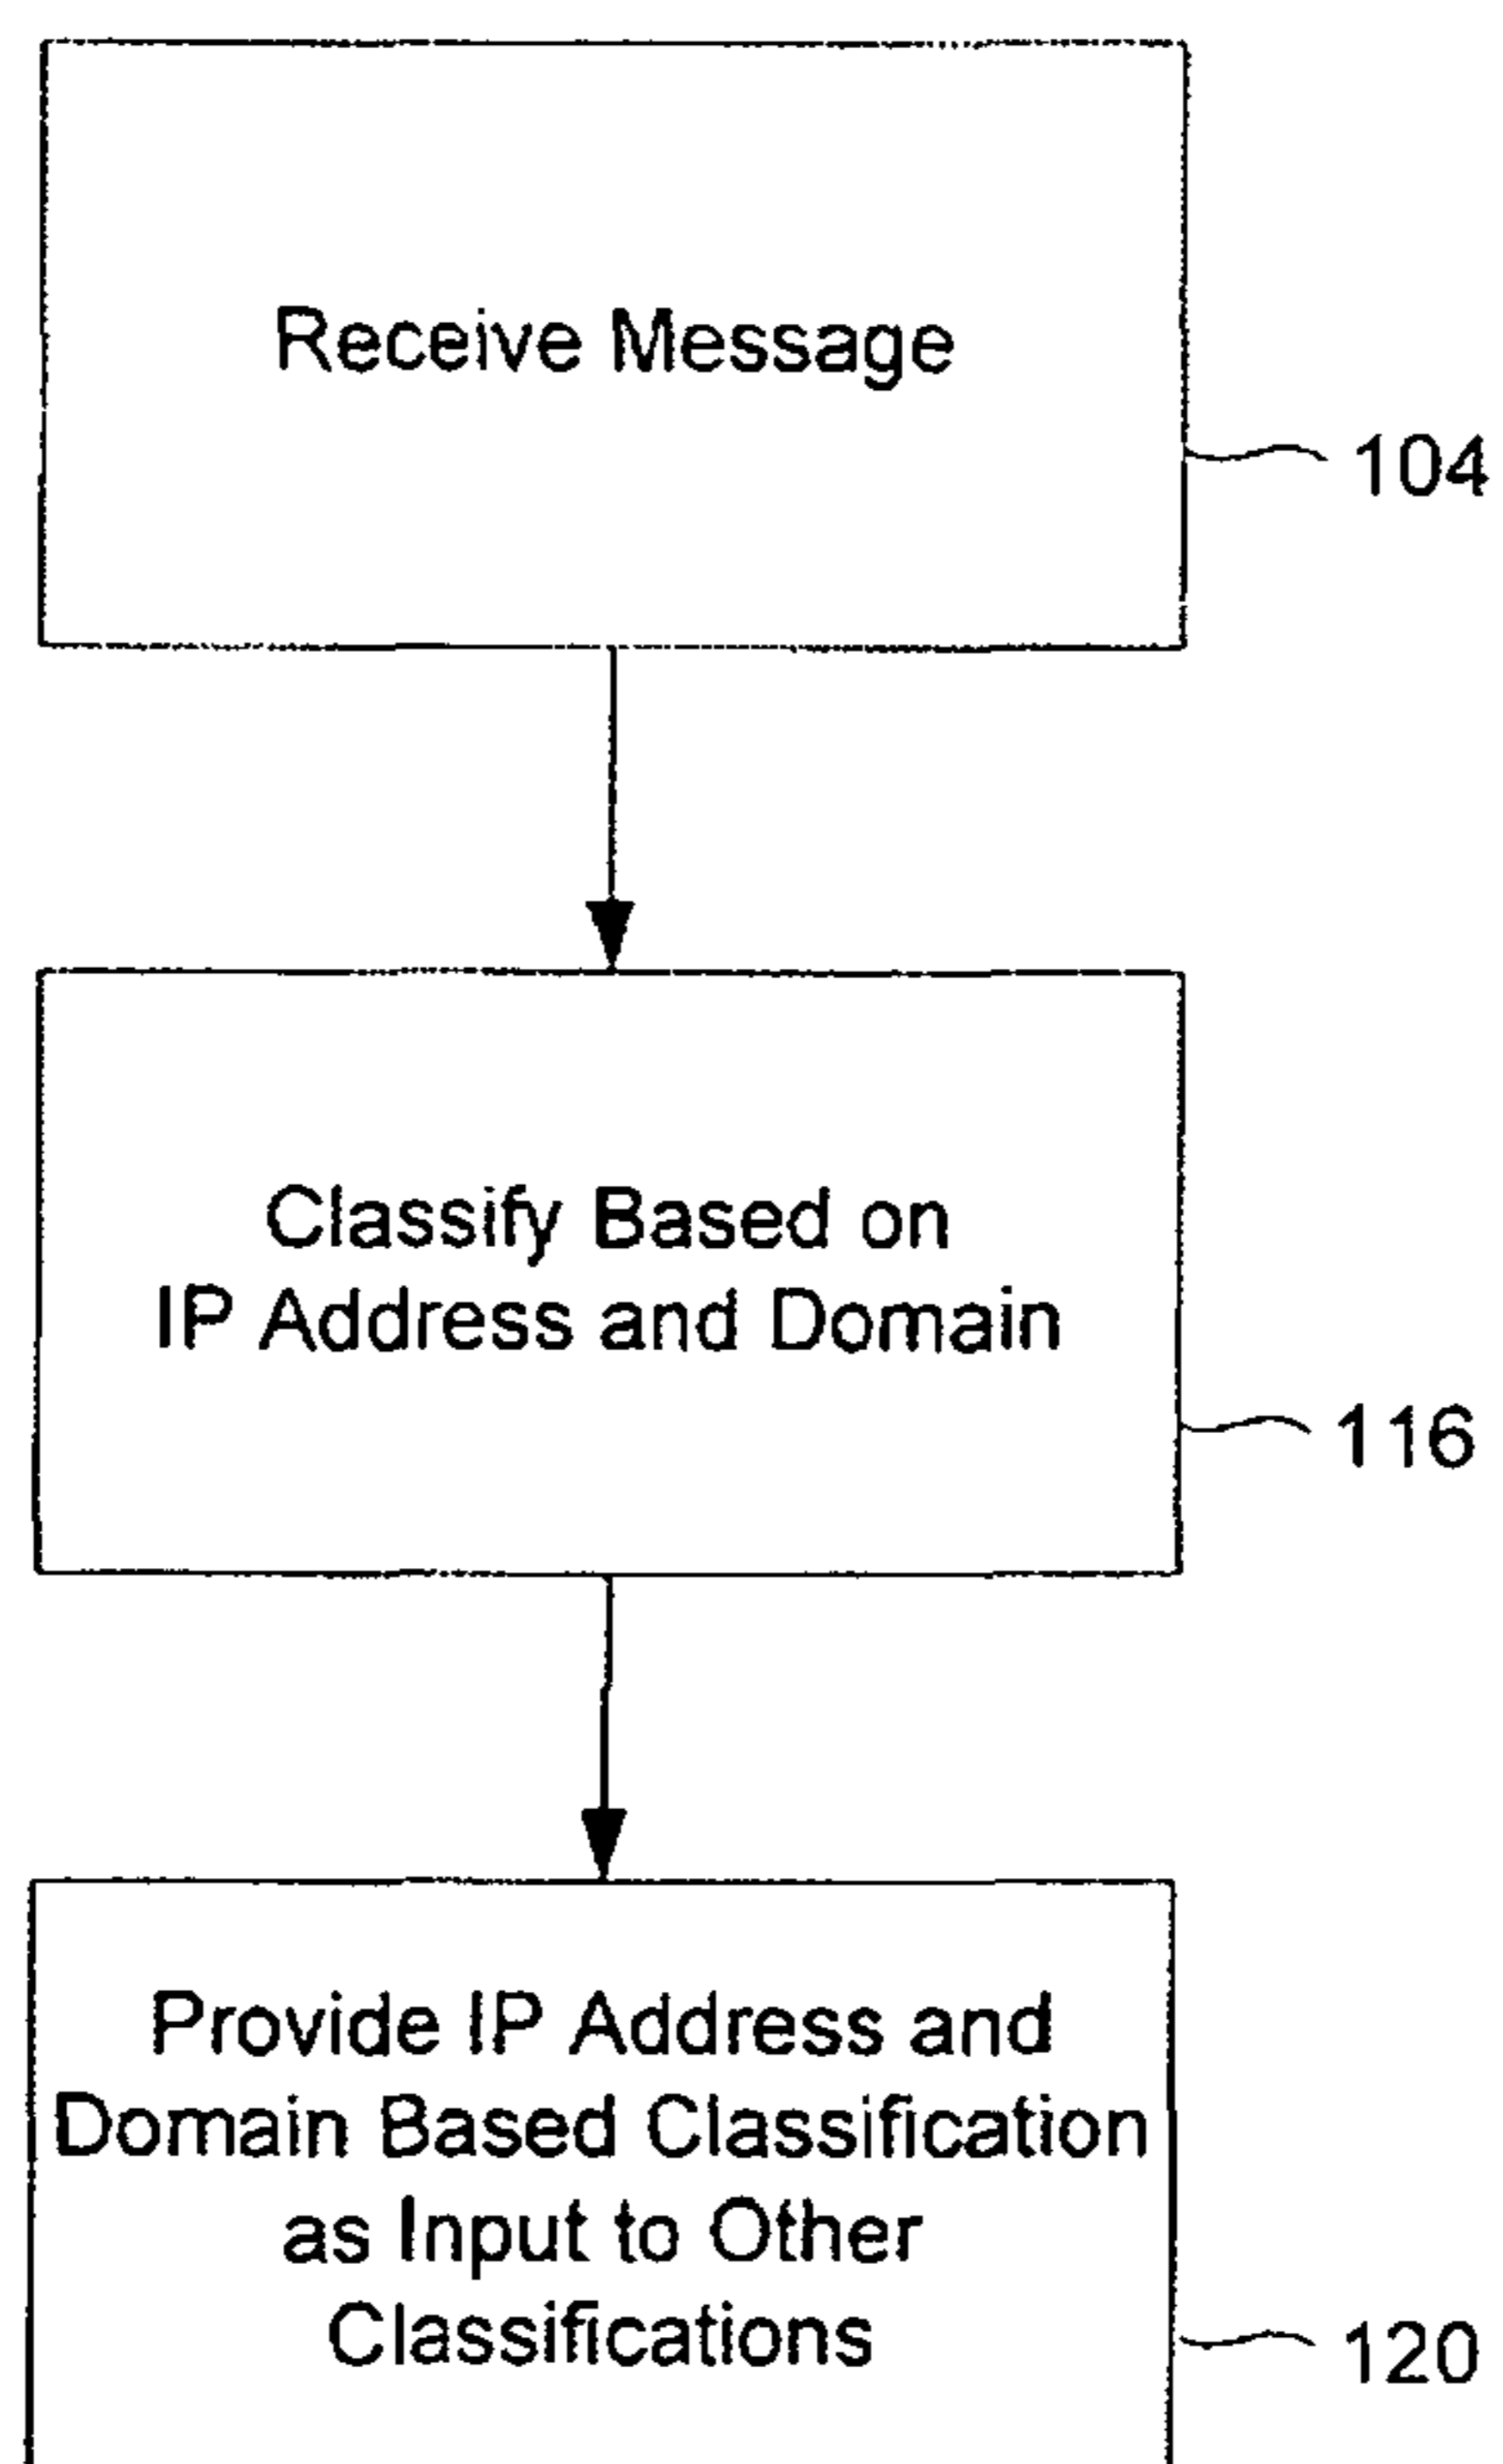 Receive Message
104
Classify Based on
IP Address and Domain
116
Provide IP Address and
Domain Based Classification
as Input to Other
Classifications
120